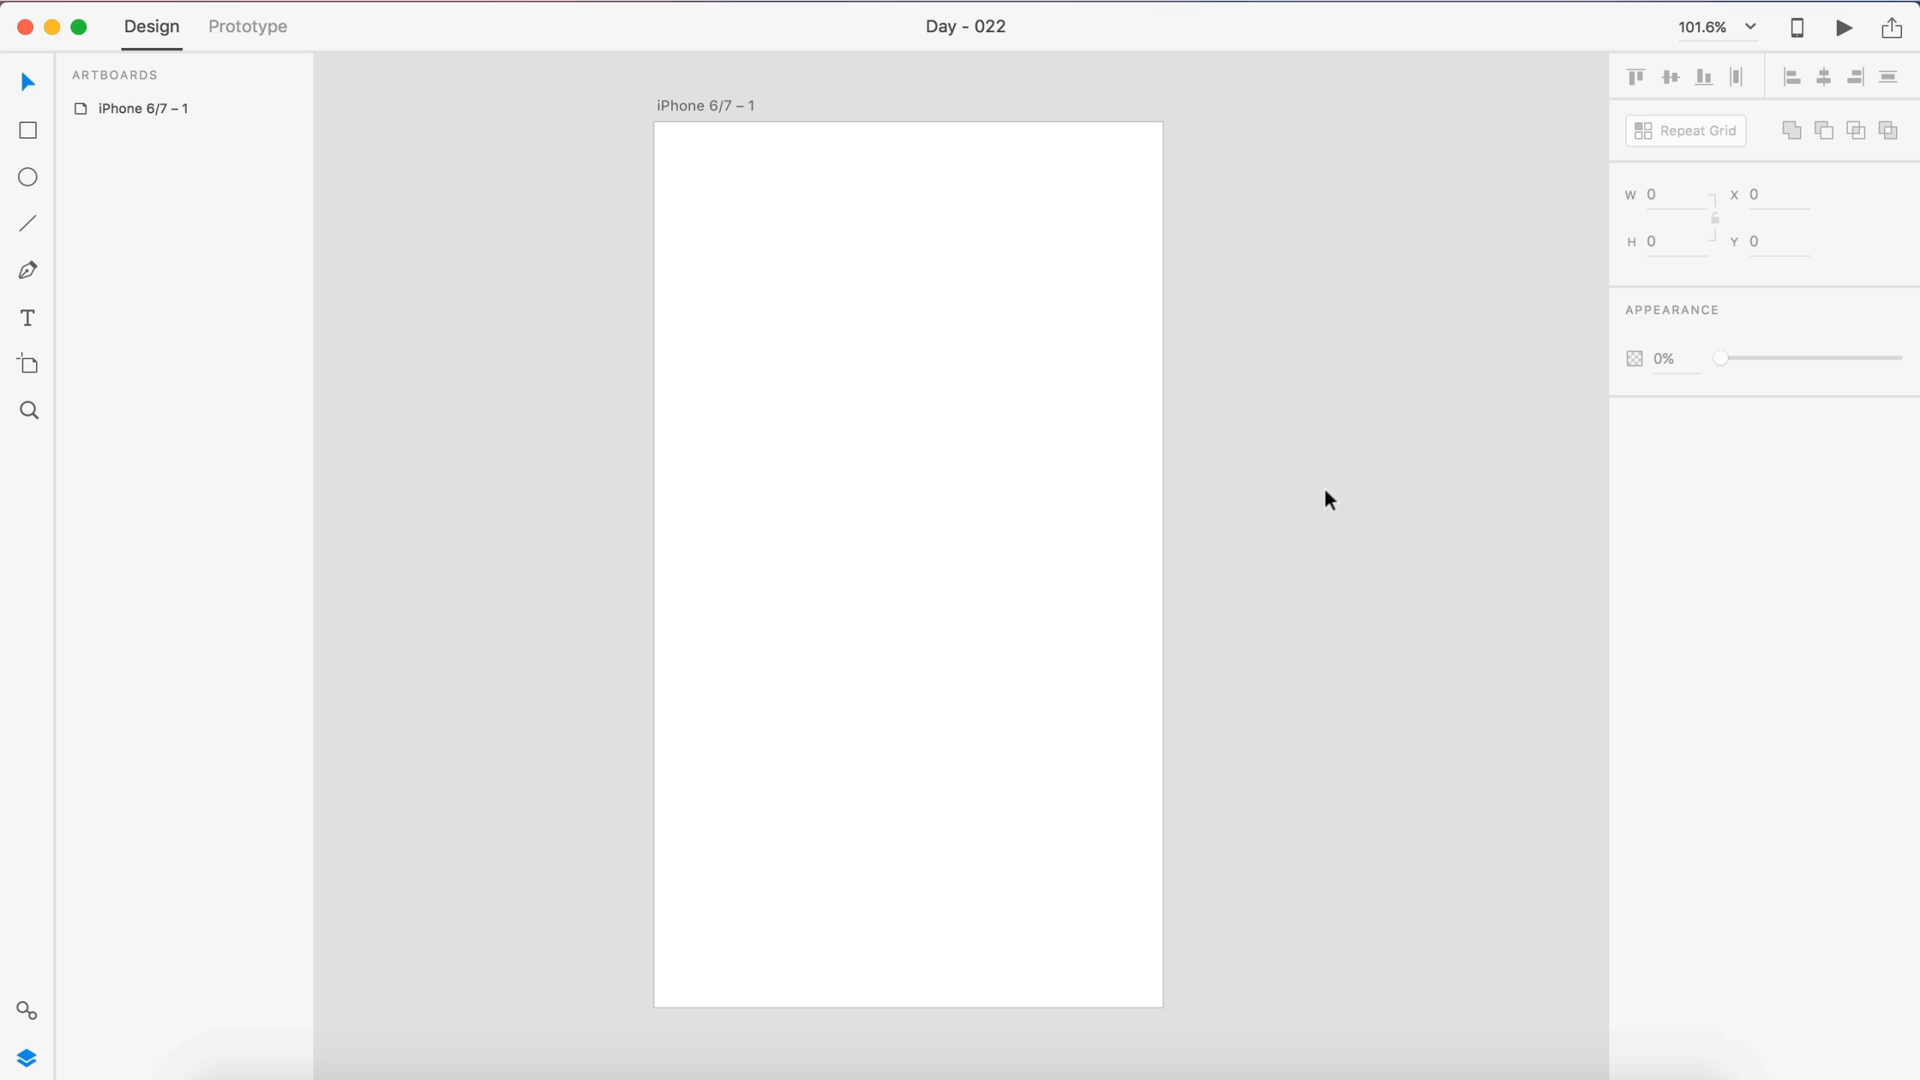 Design
Prototype
Day - 022
101.6%
ARTBOARDS
iPhone 6/7 – 1
iPhone 6/7 – 1
Repeat Grid
W 0
X 0
H 0
Y 0
APPEARANCE
0%